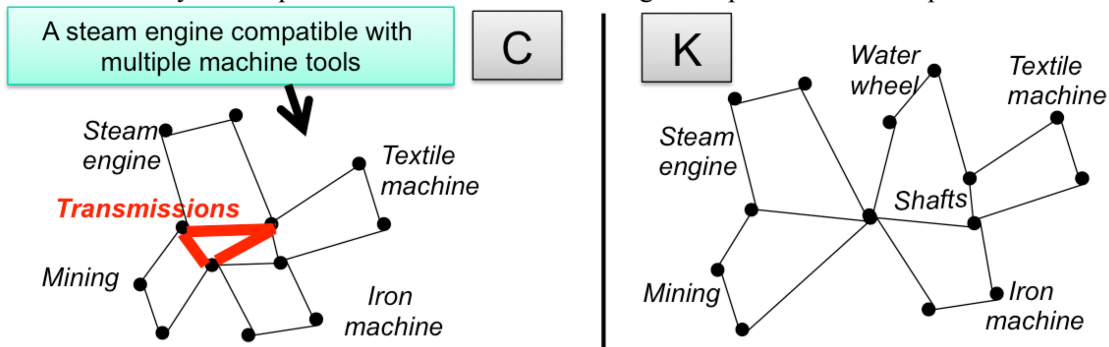 A steam engine compatible with
multiple machine tools
C
Steam
engine
Textile
machine
Transmissions
Mining
Iron
machine
K
Water
wheel
Textile
machine
Steam
engine
Shafts
Mining
Iron
machine